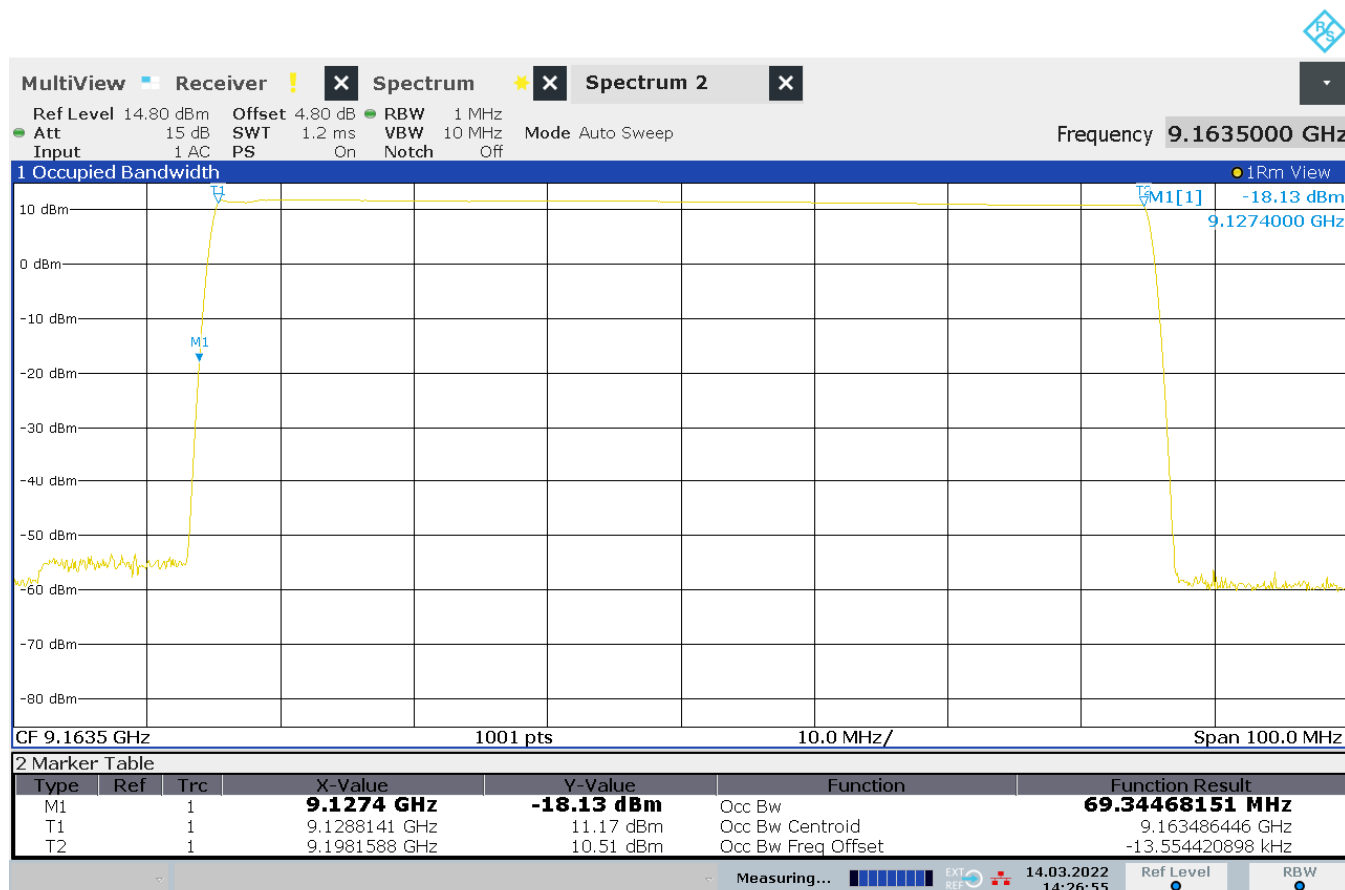 R&S
MultiView Receiver ! X Spectrum X Spectrum 2 X
Ref Level 14.80 dBm Offset 4.80 dB RBW 1 MHz
Att 15 dB SWT 1.2 ms VBW 10 MHz Mode Auto Sweep Frequency 9.1635000 GHz
Input 1 AC PS On Notch Off
1 Occupied Bandwidth 1Rm View
T1 T2 M1[1] -18.13 dBm
10 dBm
9.1274000 GHz
0 dBm
-10 dBm
M1
-20 dBm
-30 dBm
-40 dBm
-50 dBm
-60 dBm
-70 dBm
-80 dBm
CF 9.1635 GHz 1001 pts 10.0 MHz/ Span 100.0 MHz
2 Marker Table
Type Ref Trc X-Value Y-Value Function Function Result
M1 1 9.1274 GHz -18.13 dBm Occ Bw 69.34468151 MHz
T1 1 9.1288141 GHz 11.17 dBm Occ Bw Centroid 9.163486446 GHz
T2 1 9.1981588 GHz 10.51 dBm Occ Bw Freq Offset -13.554420898 kHz
Measuring... EXT REF 14.03.2022 Ref Level RBW
14:26:55